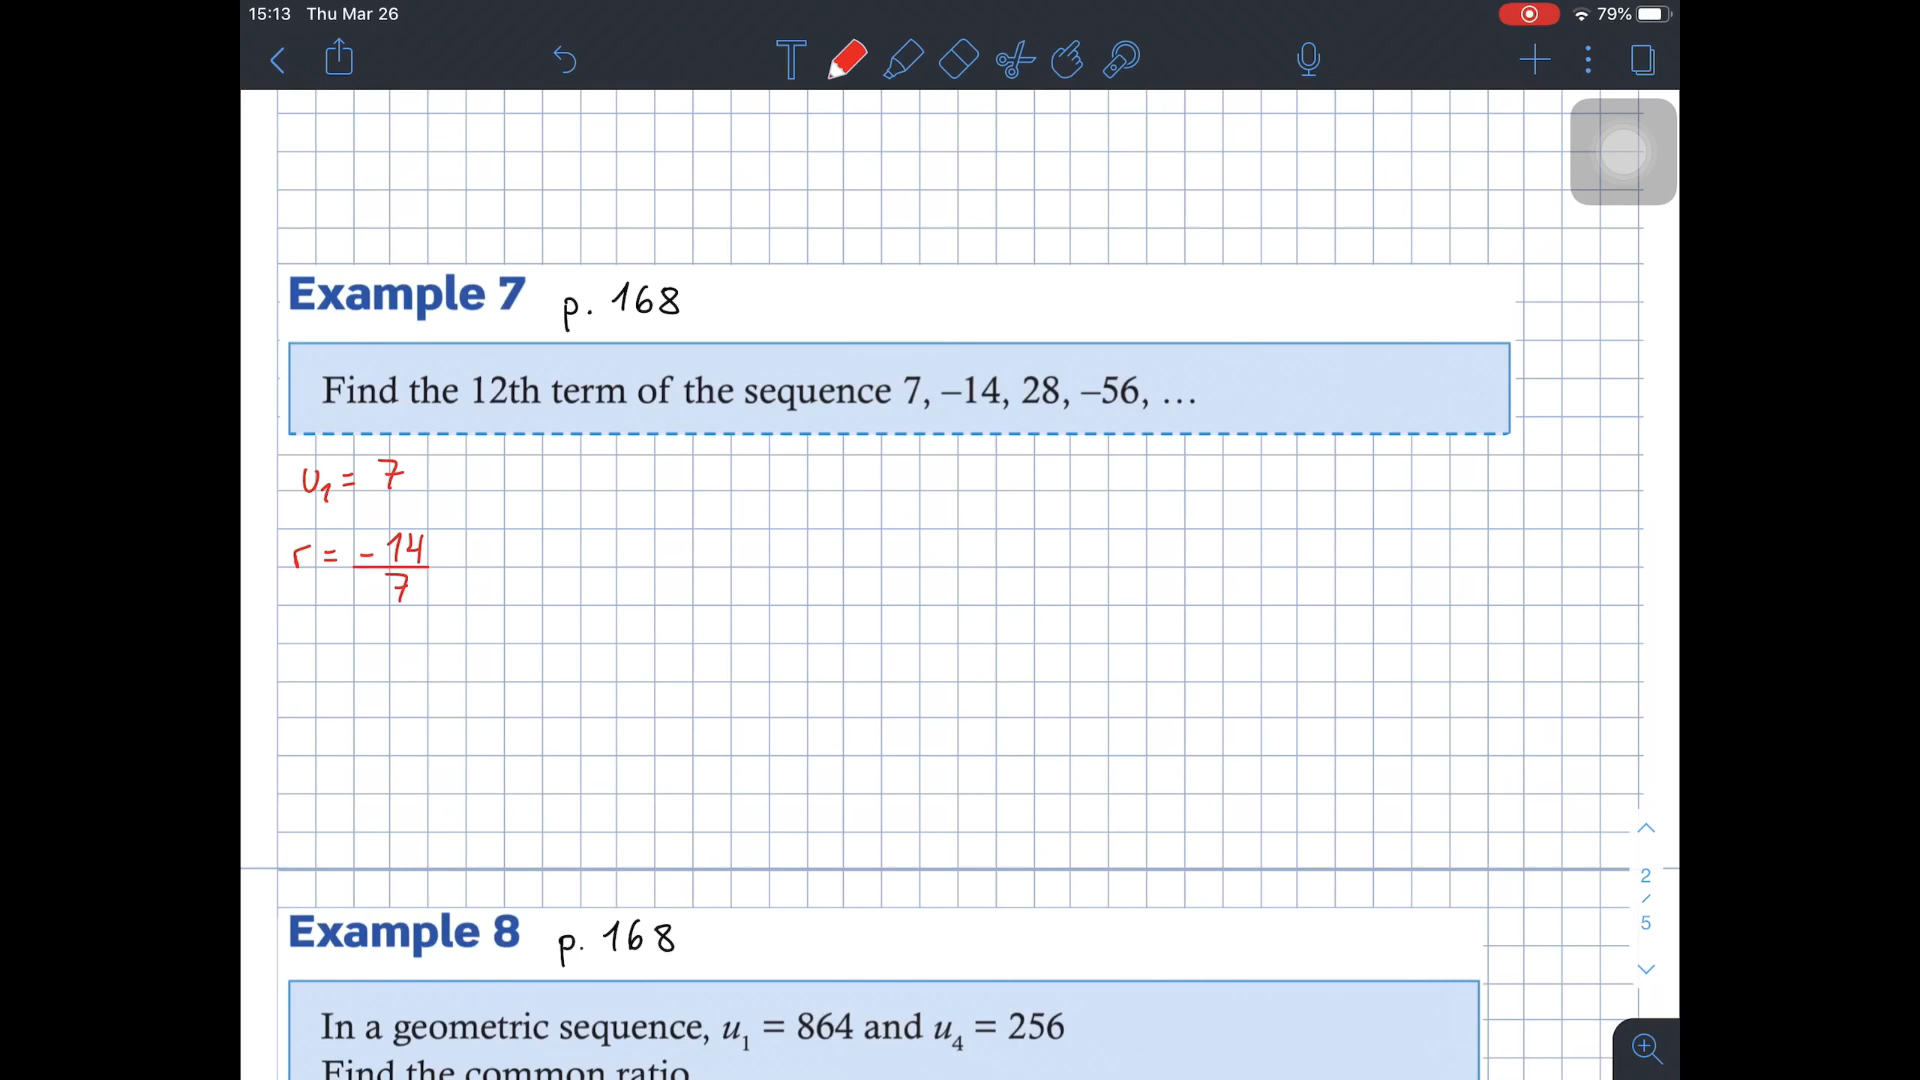 15:13 Thu Mar 26 79%
Example 7 p. 168
Find the 12th term of the sequence 7, –14, 28, –56, …
u₁ = 7
r = -14/7
2/5
Example 8 p. 168
In a geometric sequence, u₁ = 864 and u₄ = 256
Find the common ratio